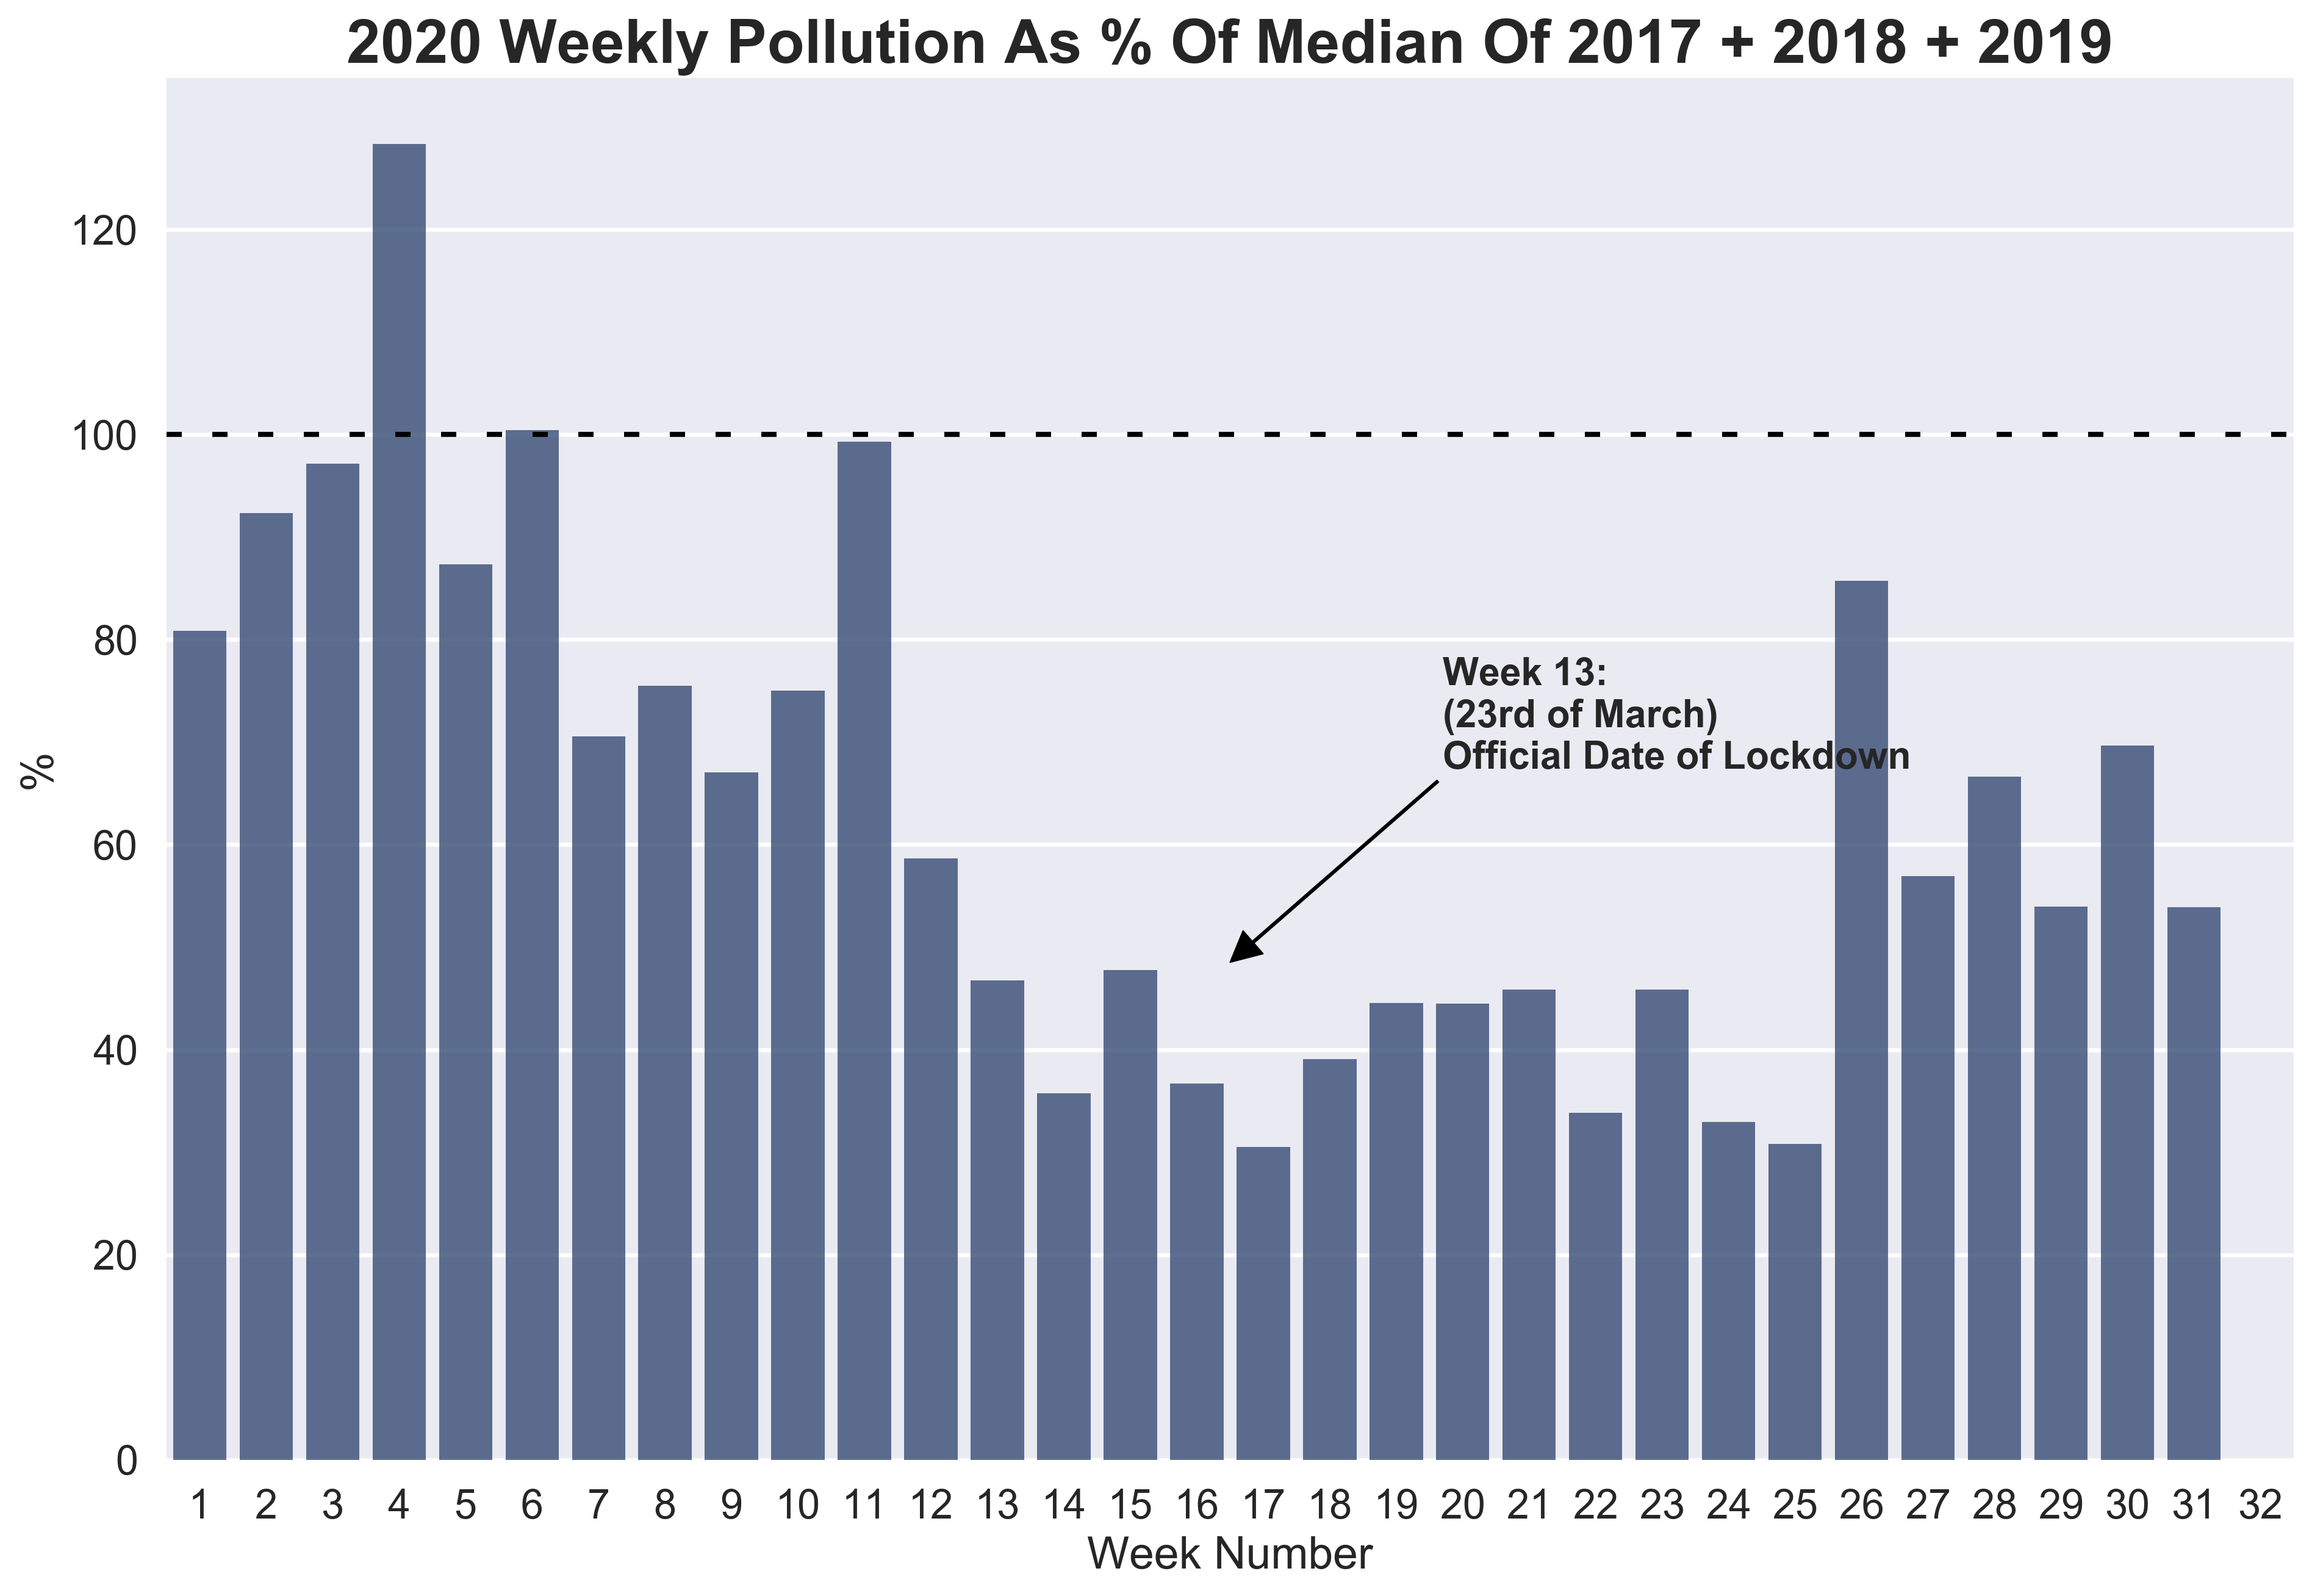 2020 Weekly Pollution As % Of Median Of 2017 + 2018 + 2019
120
100
80
60
40
20
0
%
Week 13:
(23rd of March)
Official Date of Lockdown
1 2 3 4 5 6 7 8 9 10 11 12 13 14 15 16 17 18 19 20 21 22 23 24 25 26 27 28 29 30 31 32
Week Number